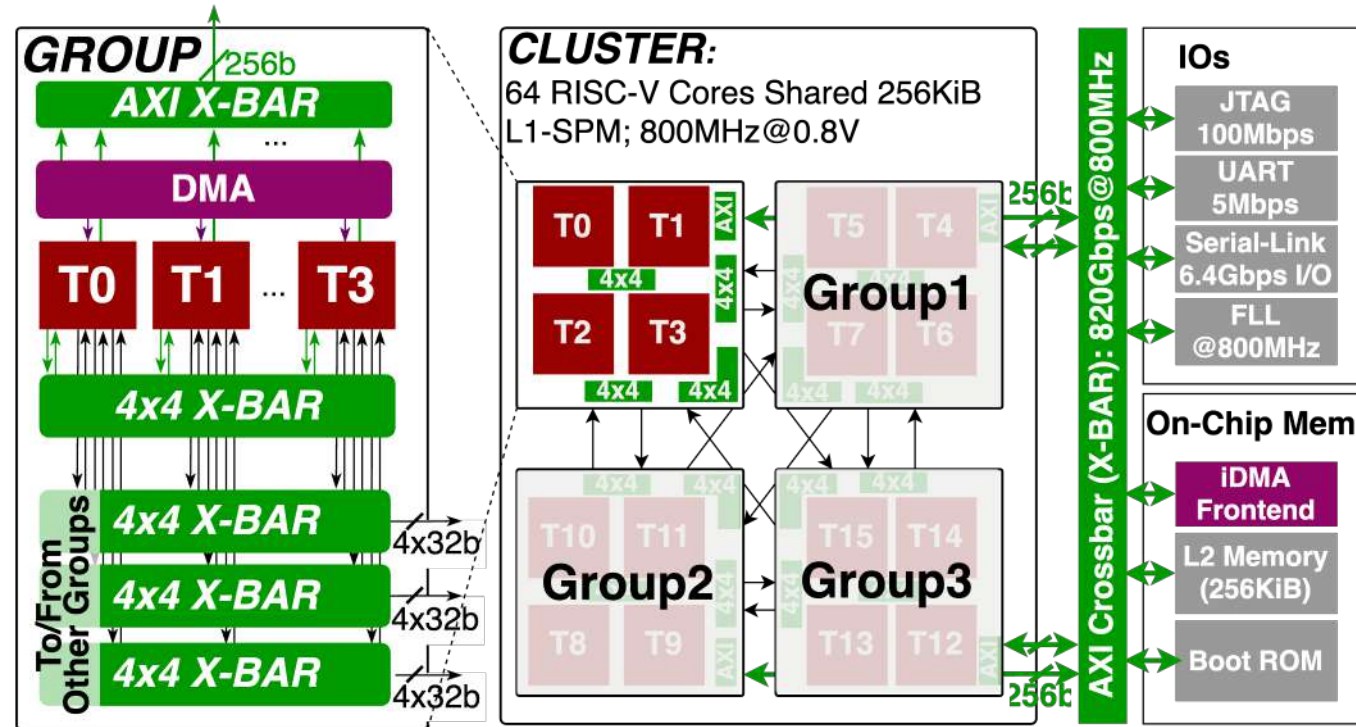 GROUP
256b
AXI X-BAR
...
DMA
T0
T1
...
T3
4x4 X-BAR
To/From
Other Groups
4x4 X-BAR
4x32b
4x4 X-BAR
4x32b
4x4 X-BAR
4x32b
CLUSTER:
64 RISC-V Cores Shared 256KiB
L1-SPM; 800MHz@0.8V
T0
T1
AXI
4x4
4x4
T2
T3
4x4
4x4
T5
T4
AXI
Group1
T7
T6
4x4
4x4
4x4
4x4
T10
T11
Group2
4x4
T8
T9
AXI
4x4
4x4
T15
T14
Group3
4x4
T13
T12
AXI
256b
256b
AXI Crossbar (X-BAR): 820Gbps@800MHz
IOs
JTAG
100Mbps
UART
5Mbps
Serial-Link
6.4Gbps I/O
FLL
@800MHz
On-Chip Mem
iDMA
Frontend
L2 Memory
(256KiB)
Boot ROM